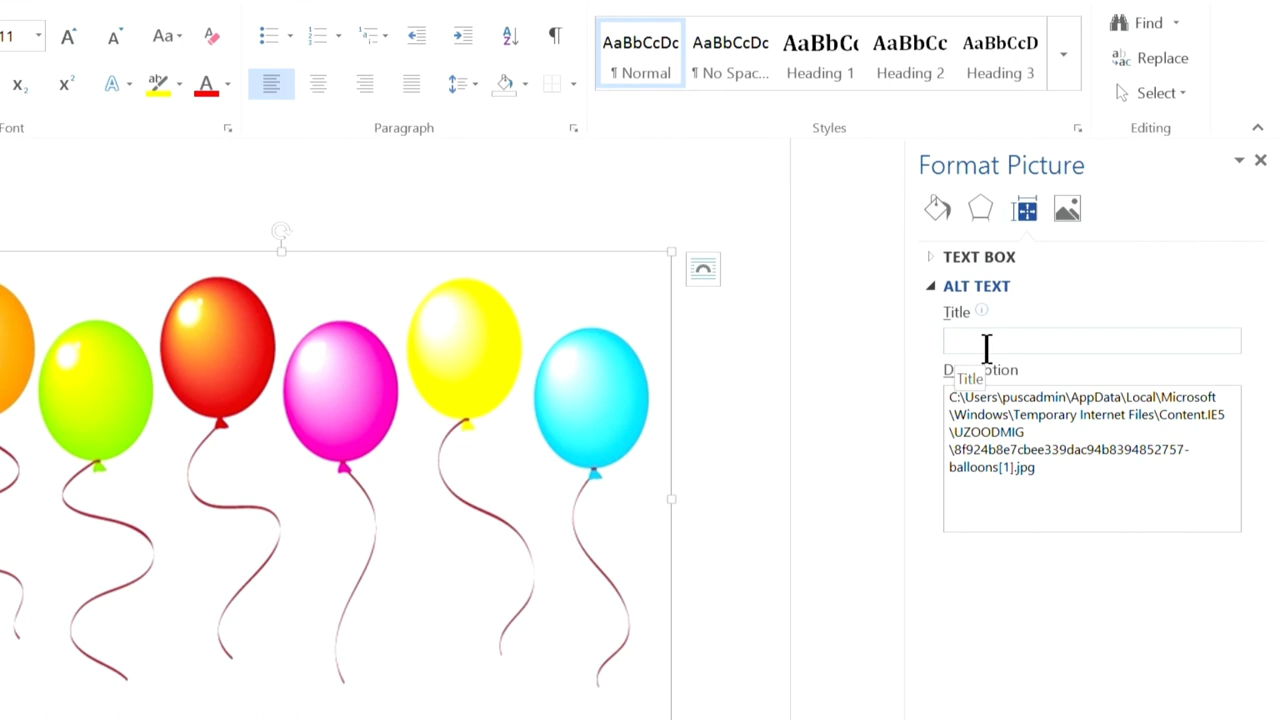 11
Aa
Find
AaBbCcDc
AaBbCcDc
AaBbCc
AaBbCc
AaBbCcD
¶ Normal
¶ No Spac...
Heading 1
Heading 2
Heading 3
Replace
Select
Font
Paragraph
Styles
Editing
Format Picture
TEXT BOX
ALT TEXT
Title
Title
C:\Users\puscadmin\AppData\Local\Microsoft
\Windows\Temporary Internet Files\Content.IE5
\UZOODMIG
\8f924b8e7cbee339dac94b8394852757-
balloons[1].jpg